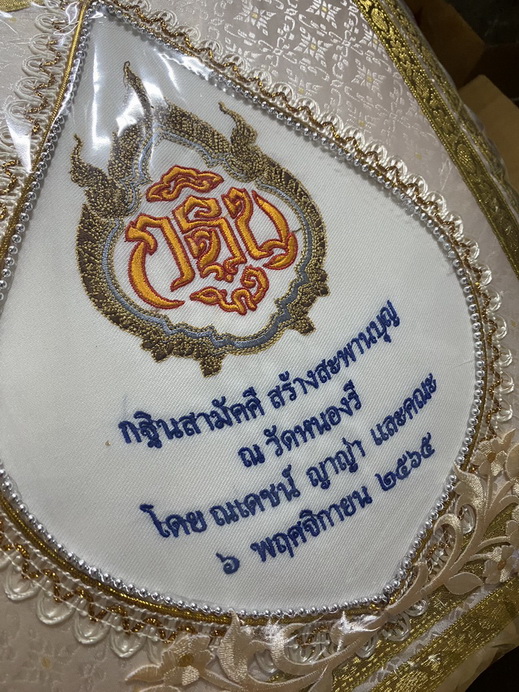 กฐิน
กฐินสามัคคี สร้างสะพานบุญ
ณ วัดหนองรี
โดย ณเดชน์ ญาญ่า และคณะ
๖ พฤศจิกายน ๒๕๖๕